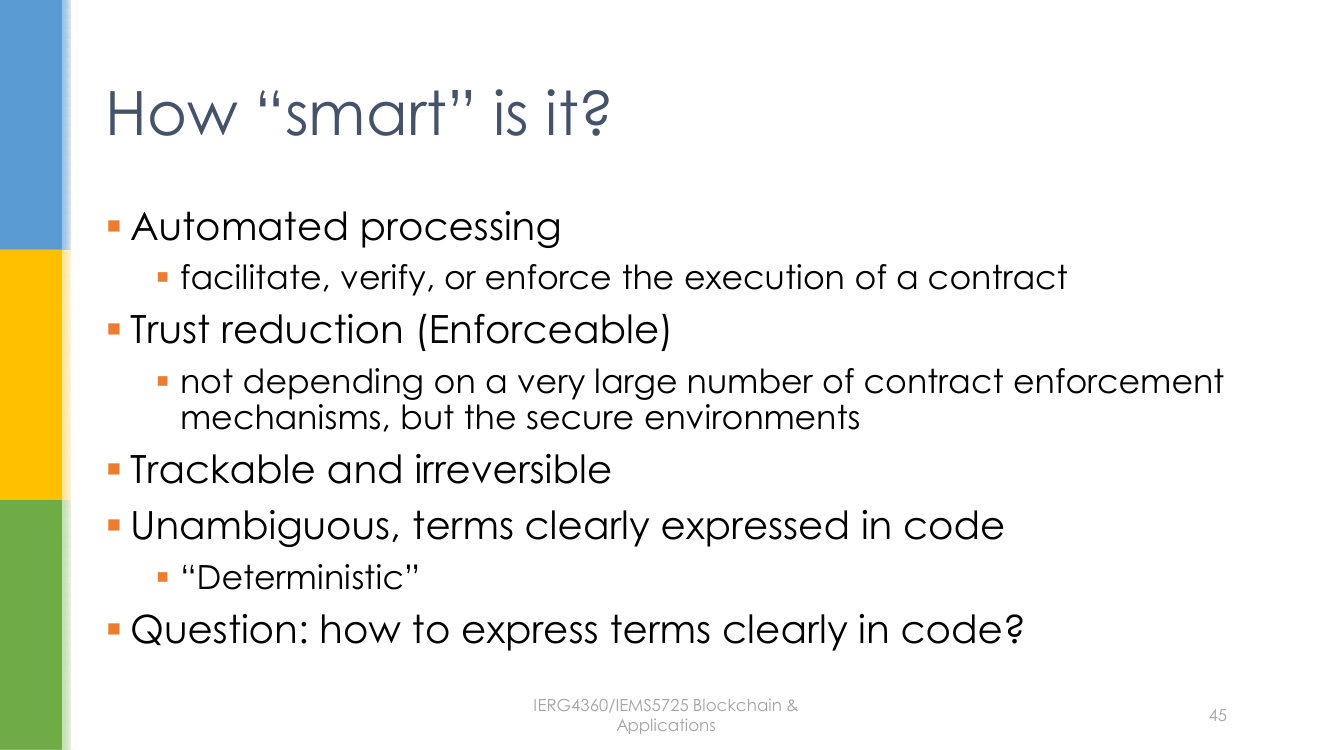 How “smart” is it?
▪ Automated processing
▪ facilitate, verify, or enforce the execution of a contract
▪ Trust reduction (Enforceable)
▪ not depending on a very large number of contract enforcement
mechanisms, but the secure environments
▪ Trackable and irreversible
▪ Unambiguous, terms clearly expressed in code
▪ “Deterministic”
▪ Question: how to express terms clearly in code?
IERG4360/IEMS5725 Blockchain &
Applications
45